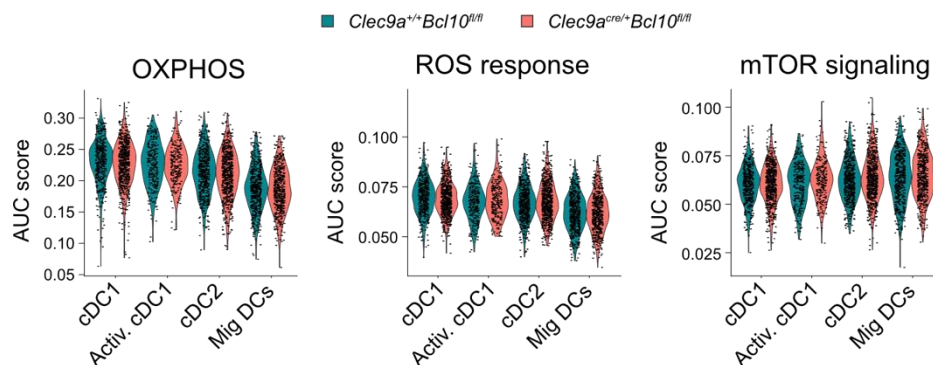 Clec9a+/+Bcl10fl/fl Clec9acre/+Bcl10fl/fl
OXPHOS
AUC score
0.30
0.25
0.20
0.15
0.10
0.05
cDC1
Activ. cDC1
cDC2
Mig DCs
ROS response
AUC score
0.100
0.075
0.050
cDC1
Activ. cDC1
cDC2
Mig DCs
mTOR signaling
AUC score
0.100
0.075
0.050
0.025
cDC1
Activ. cDC1
cDC2
Mig DCs